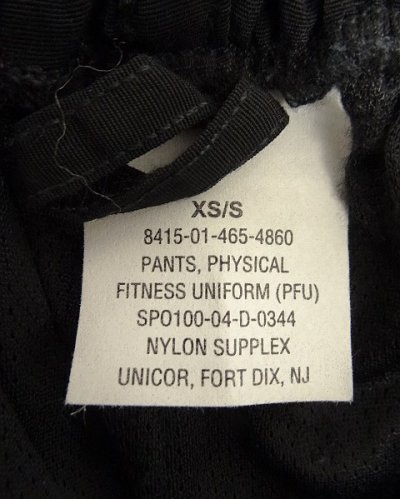 XS/S
8415-01-465-4860
PANTS, PHYSICAL
FITNESS UNIFORM (PFU)
SPO100-04-D-0344
NYLON SUPPLEX
UNICOR, FORT DIX, NJ